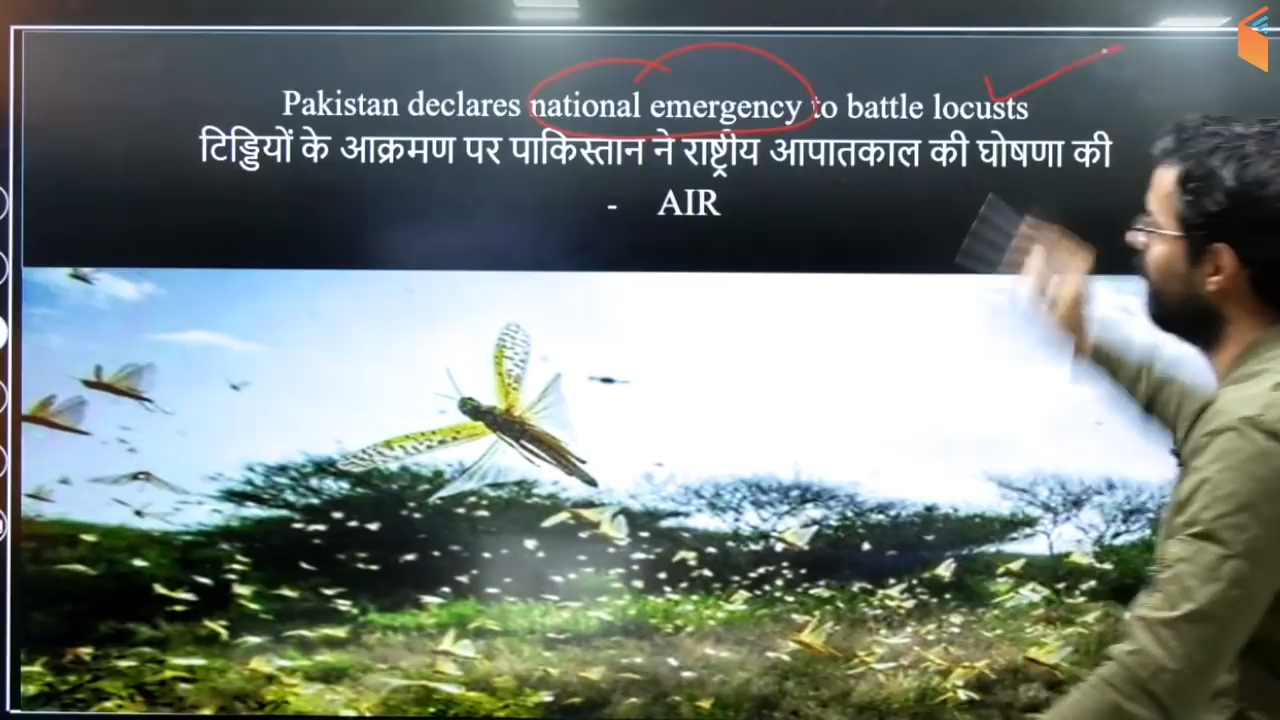 Pakistan declares national emergency to battle locusts
टिड्डियों के आक्रमण पर पाकिस्तान ने राष्ट्रीय आपातकाल की घोषणा की
- AIR